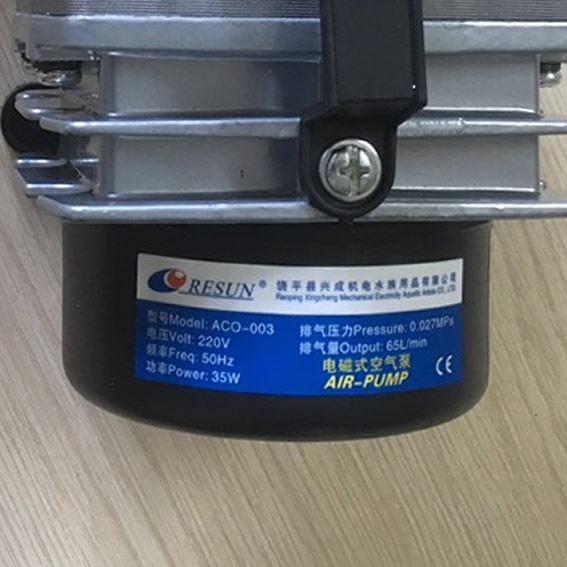 RESUN®
饶平县兴成机电水族用品有限公司
Raoping Xingcheng Mechanical Electricity Aquatic Article CO., LTD
型号Model: ACO-003
电压Volt: 220V
频率Freq: 50Hz
功率Power: 35W
排气压力Pressure: 0.027MPa
排气量Output: 65L/min
电磁式空气泵
AIR-PUMP
CE